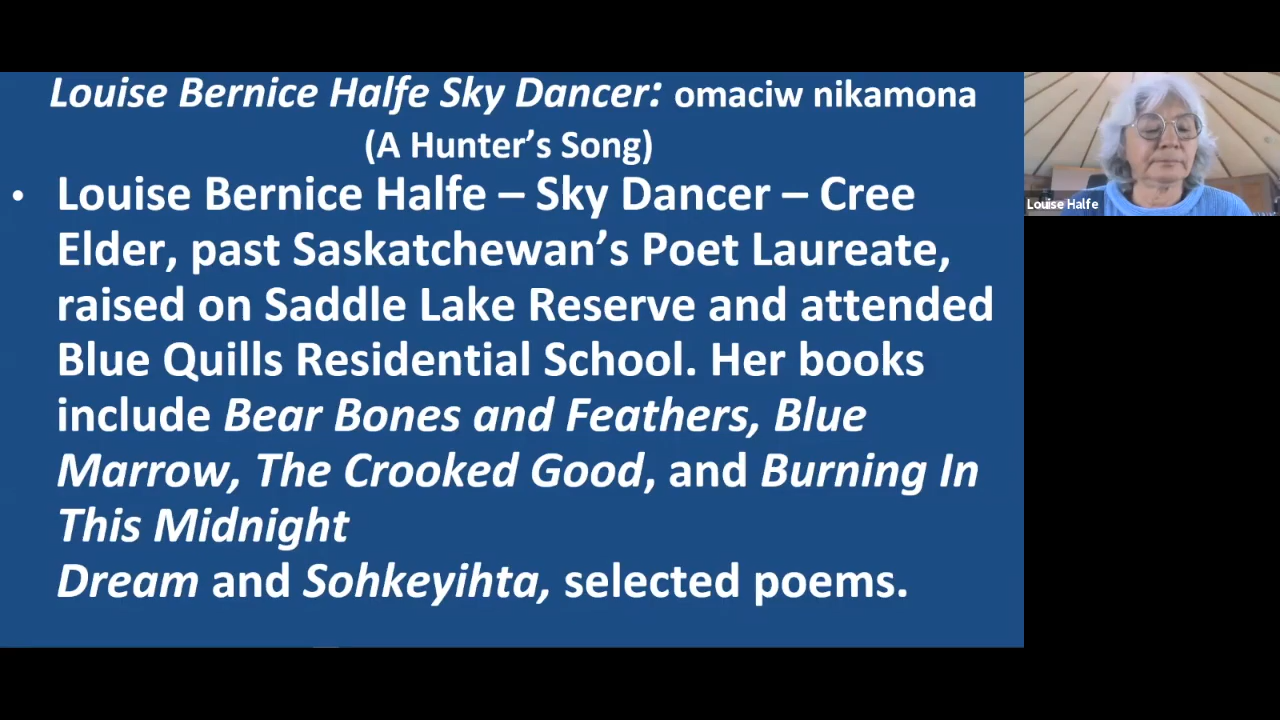 Louise Bernice Halfe Sky Dancer: omaciw nikamona
(A Hunter’s Song)
• Louise Bernice Halfe – Sky Dancer – Cree
Elder, past Saskatchewan’s Poet Laureate,
raised on Saddle Lake Reserve and attended
Blue Quills Residential School. Her books
include Bear Bones and Feathers, Blue
Marrow, The Crooked Good, and Burning In
This Midnight
Dream and Sohkeyihta, selected poems.
Louise Halfe